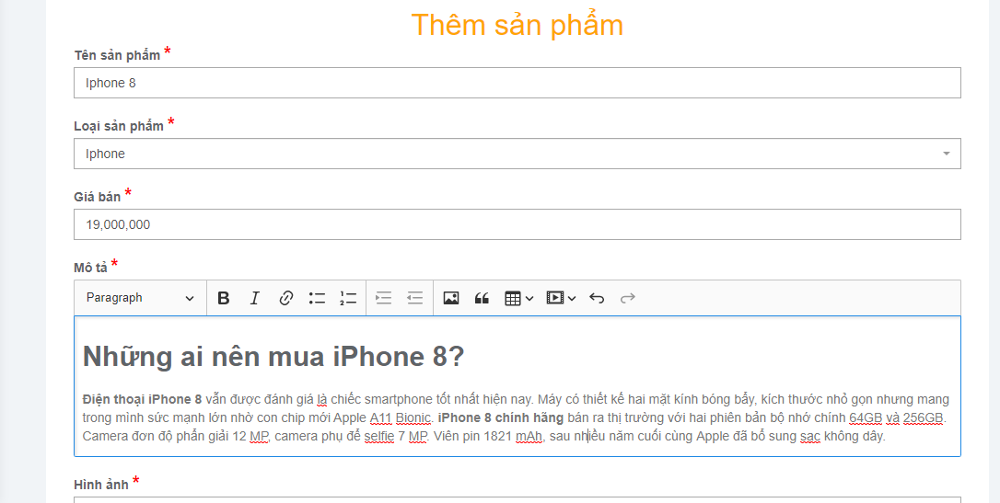 Thêm sản phẩm
Tên sản phẩm *
Iphone 8
Loại sản phẩm *
Iphone
Giá bán *
19,000,000
Mô tả *
Paragraph
Những ai nên mua iPhone 8?
Điện thoại iPhone 8 vẫn được đánh giá là chiếc smartphone tốt nhất hiện nay. Máy có thiết kế hai mặt kính bóng bẩy, kích thước nhỏ gọn nhưng mang
trong mình sức mạnh lớn nhờ con chip mới Apple A11 Bionic. iPhone 8 chính hãng bán ra thị trường với hai phiên bản bộ nhớ chính 64GB và 256GB.
Camera đơn độ phẩn giải 12 MP, camera phụ để selfie 7 MP. Viên pin 1821 mAh, sau nhiều năm cuối cùng Apple đã bổ sung sạc không dây.
Hình ảnh *